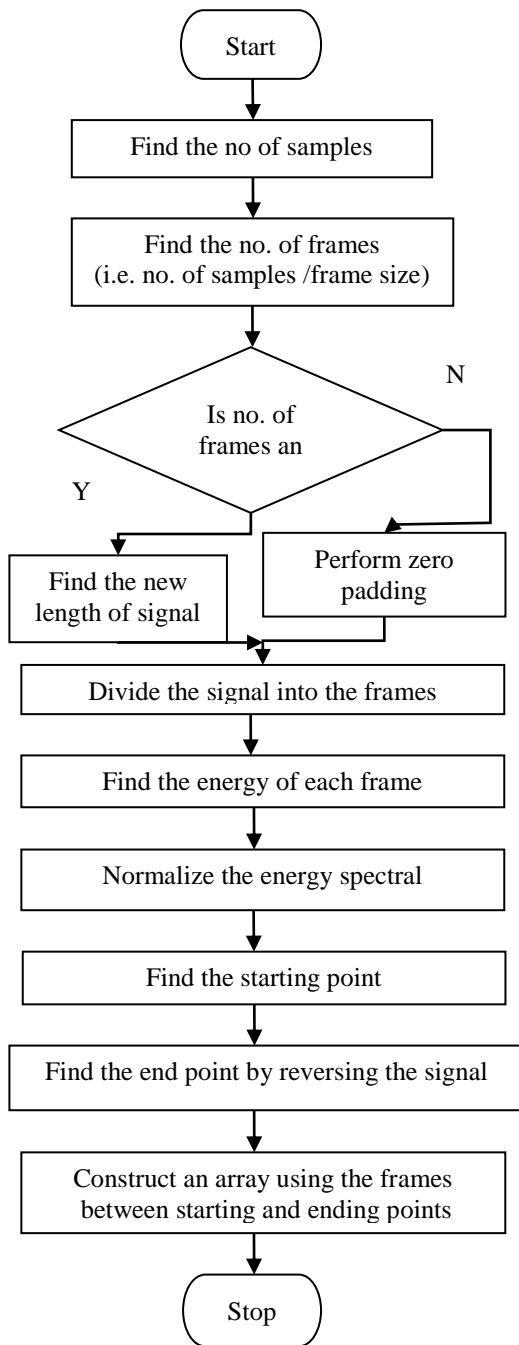 Start
Find the no of samples
Find the no. of frames
(i.e. no. of samples /frame size)
N
Is no. of
frames an
Y
Find the new
length of signal
Perform zero
padding
Divide the signal into the frames
Find the energy of each frame
Normalize the energy spectral
Find the starting point
Find the end point by reversing the signal
Construct an array using the frames
between starting and ending points
Stop